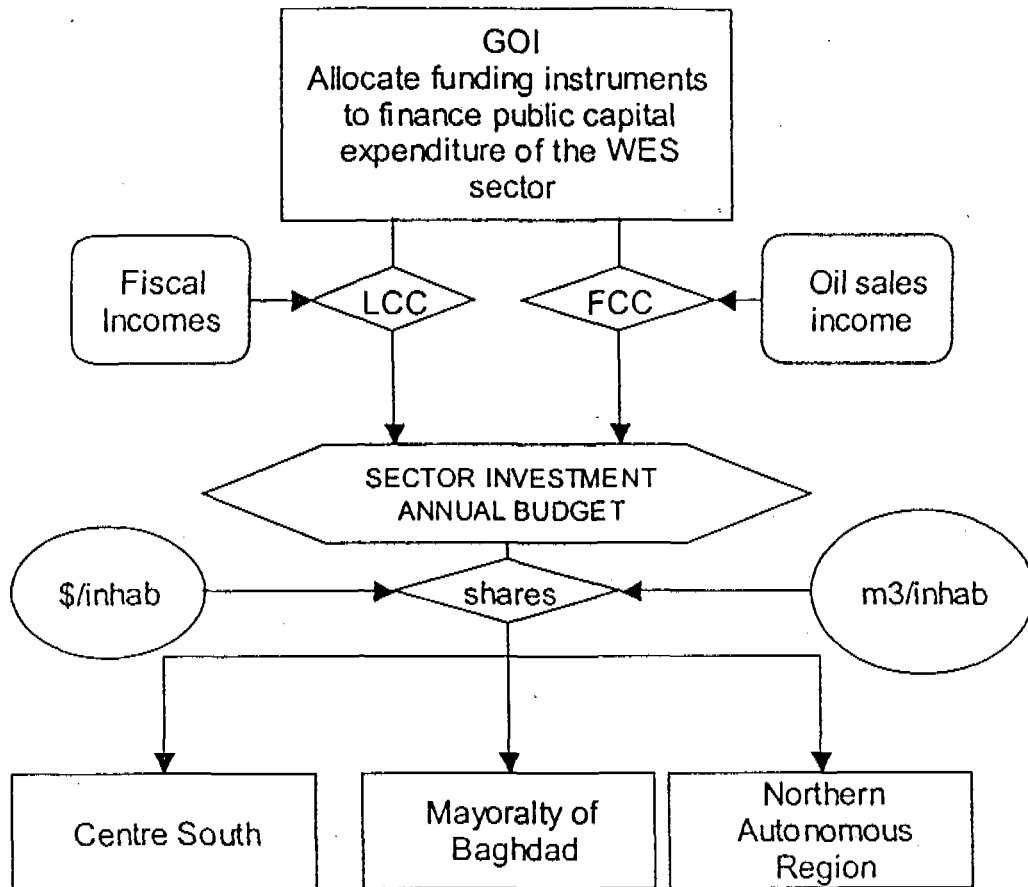 GOI
Allocate funding instruments
to finance public capital
expenditure of the WES
sector
Fiscal
Incomes
LCC
FCC
Oil sales
income
SECTOR INVESTMENT
ANNUAL BUDGET
$/inhab
shares
m3/inhab
Centre South
Mayoralty of
Baghdad
Northern
Autonomous
Region